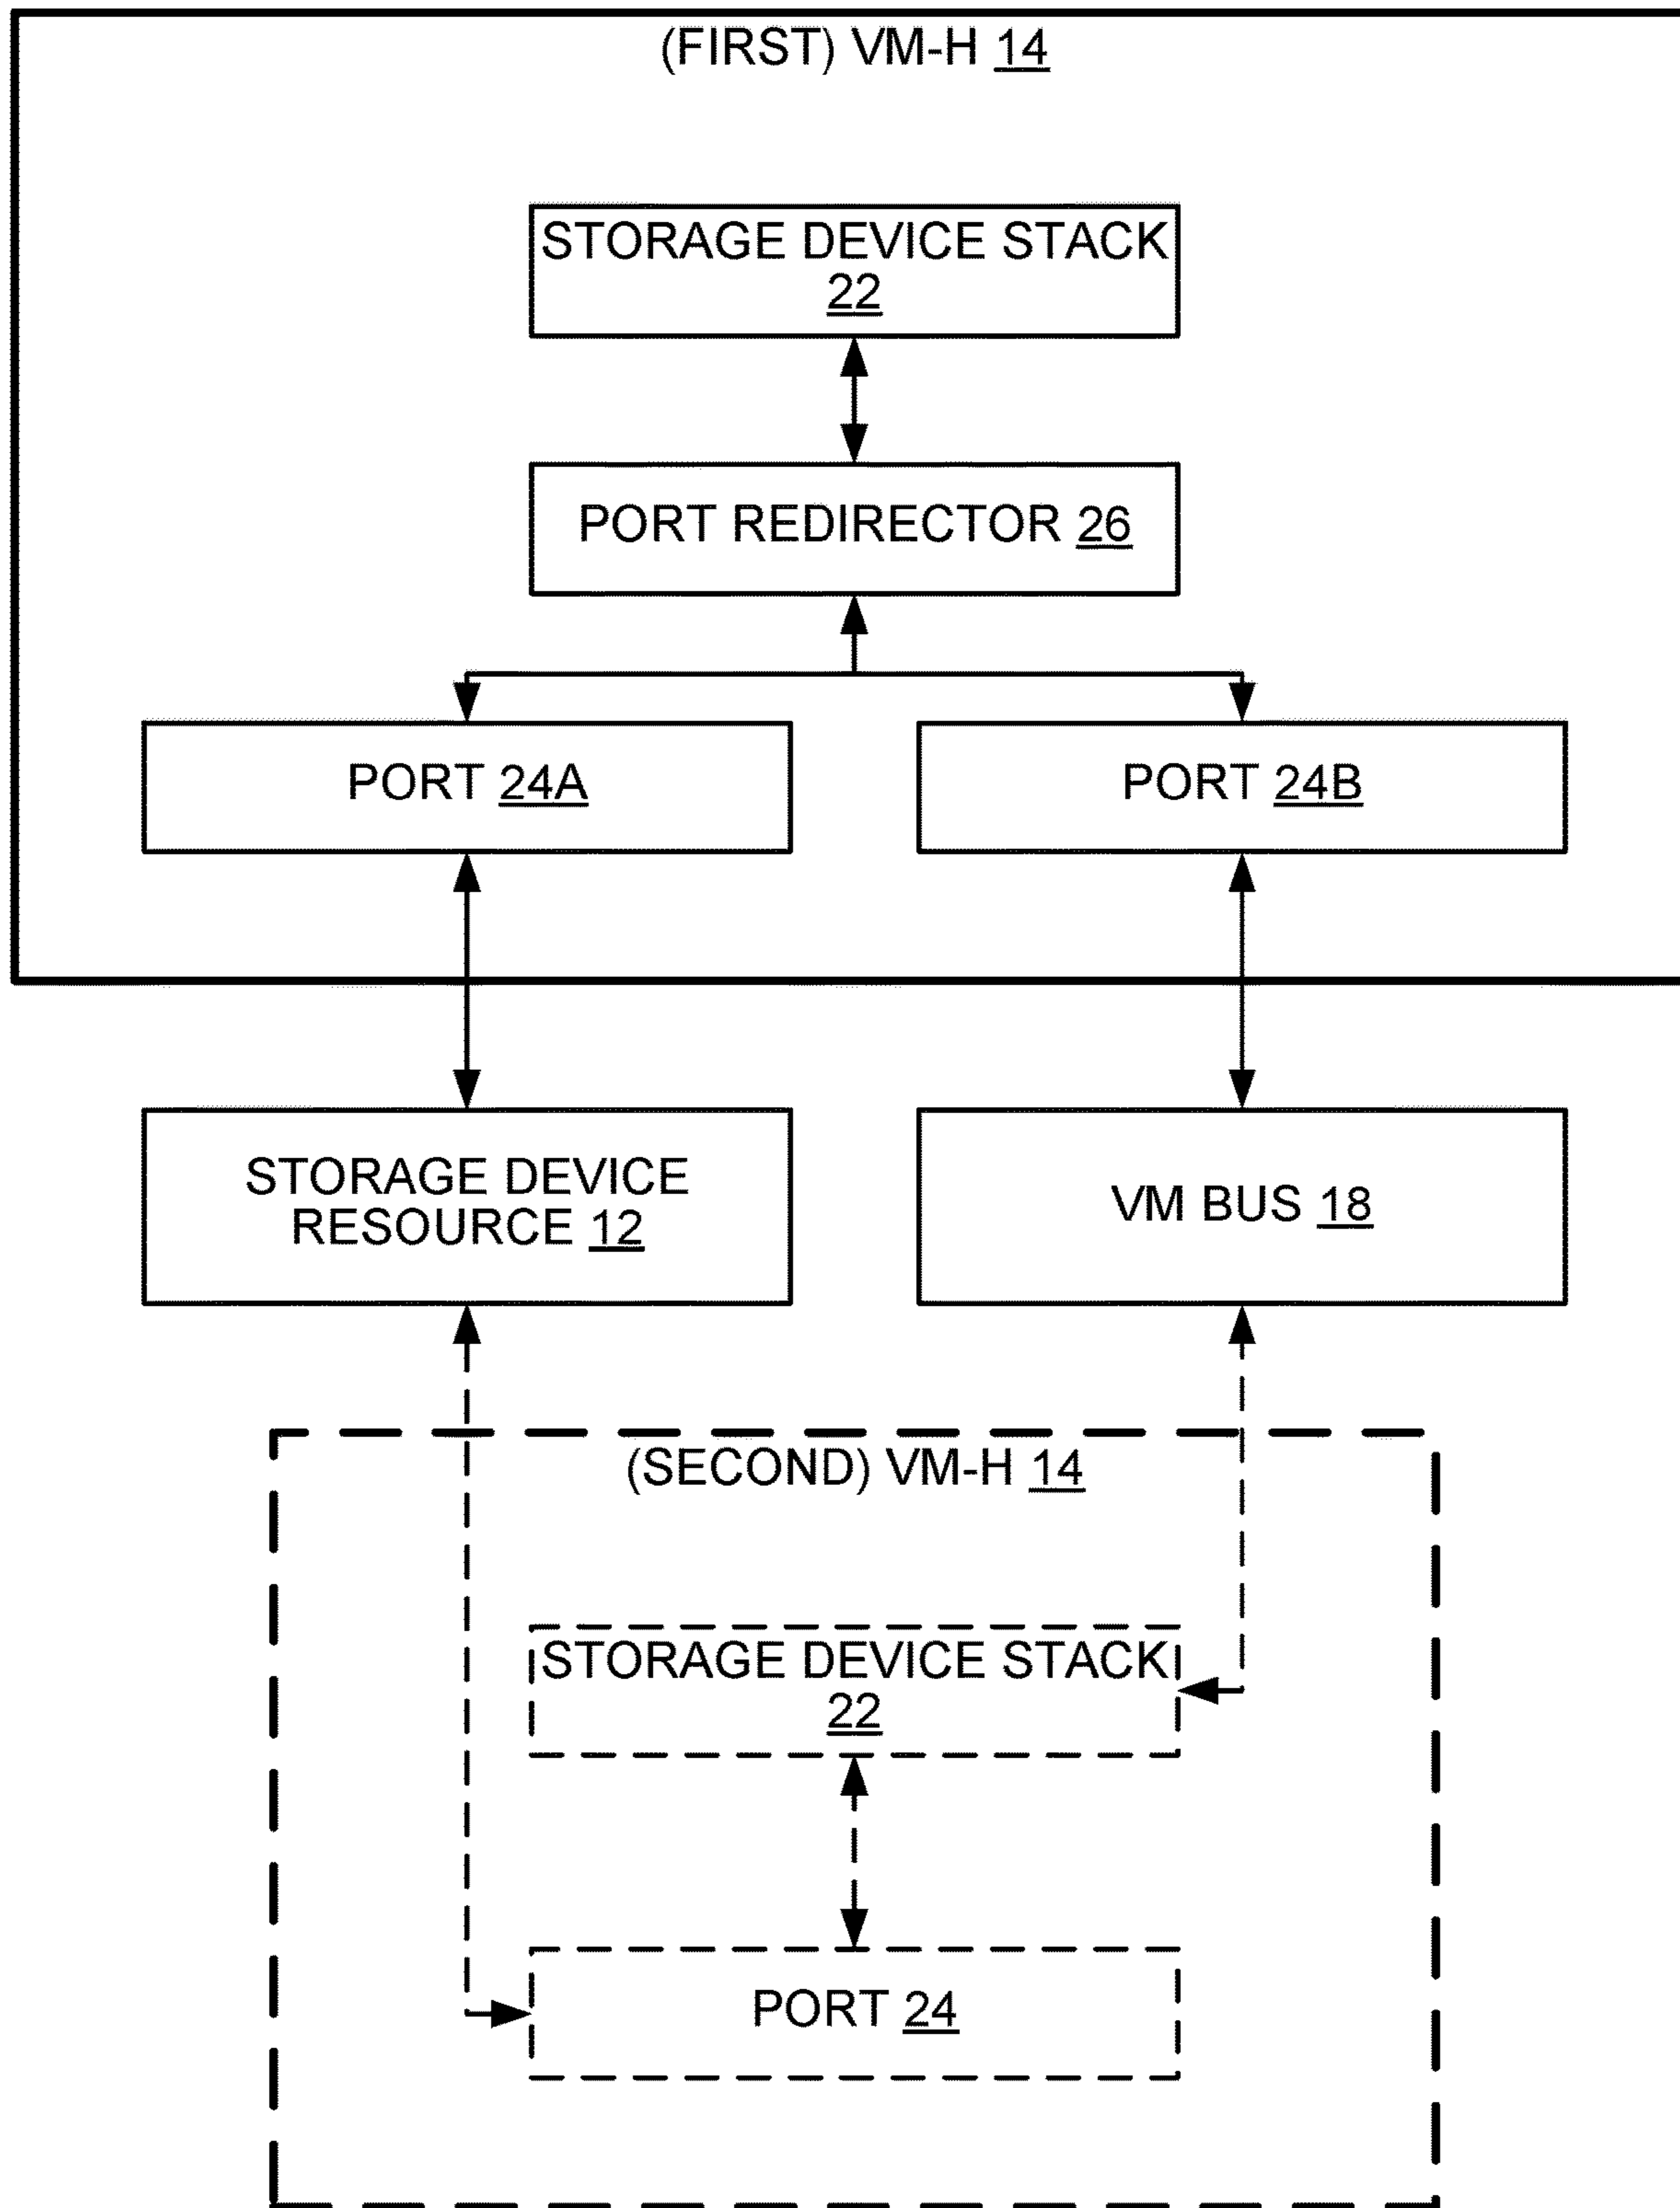 (FIRST) VM-H 14
STORAGE DEVICE STACK
22
PORT REDIRECTOR 26
PORT 24A
PORT 24B
STORAGE DEVICE
RESOURCE 12
VM BUS 18
(SECOND) VM-H 14
STORAGE DEVICE STACK
22
PORT 24